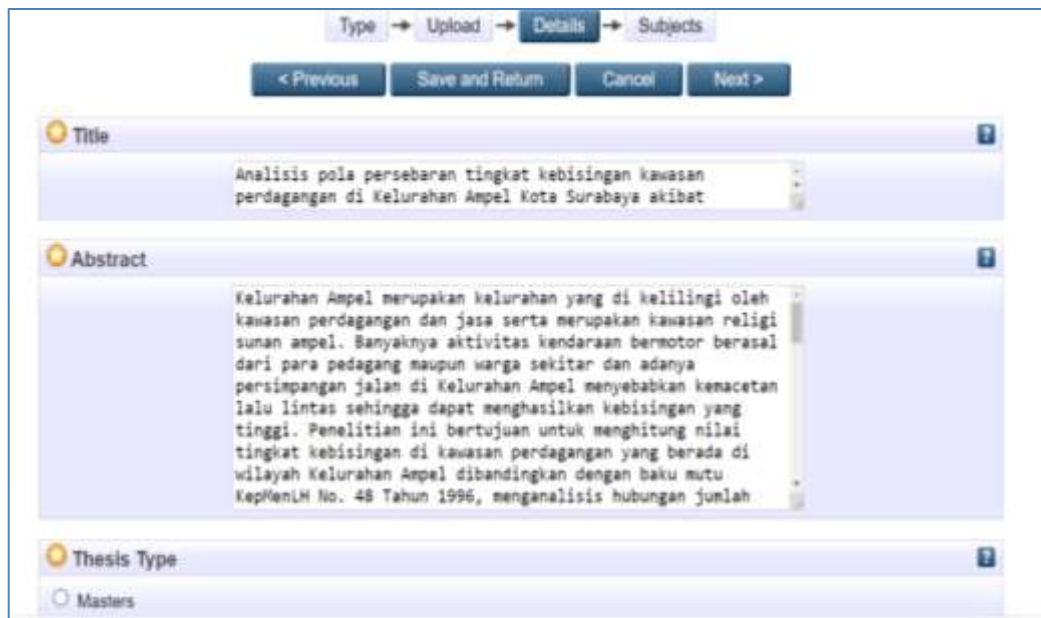 Type → Upload → Details → Subjects
< Previous Save and Return Cancel Next >
Title ?
Analisis pola persebaran tingkat kebisingan kawasan
perdagangan di Kelurahan Ampel Kota Surabaya akibat
Abstract ?
Kelurahan Ampel merupakan kelurahan yang di kelilingi oleh
kawasan perdagangan dan jasa serta merupakan kawasan religi
sunan ampel. Banyaknya aktivitas kendaraan bermotor berasal
dari para pedagang maupun warga sekitar dan adanya
persimpangan jalan di Kelurahan Ampel menyebabkan kemacetan
lalu lintas sehingga dapat menghasilkan kebisingan yang
tinggi. Penelitian ini bertujuan untuk menghitung nilai
tingkat kebisingan di kawasan perdagangan yang berada di
wilayah Kelurahan Ampel dibandingkan dengan baku mutu
KepMenLH No. 48 Tahun 1996, menganalisis hubungan jumlah
Thesis Type ?
Masters